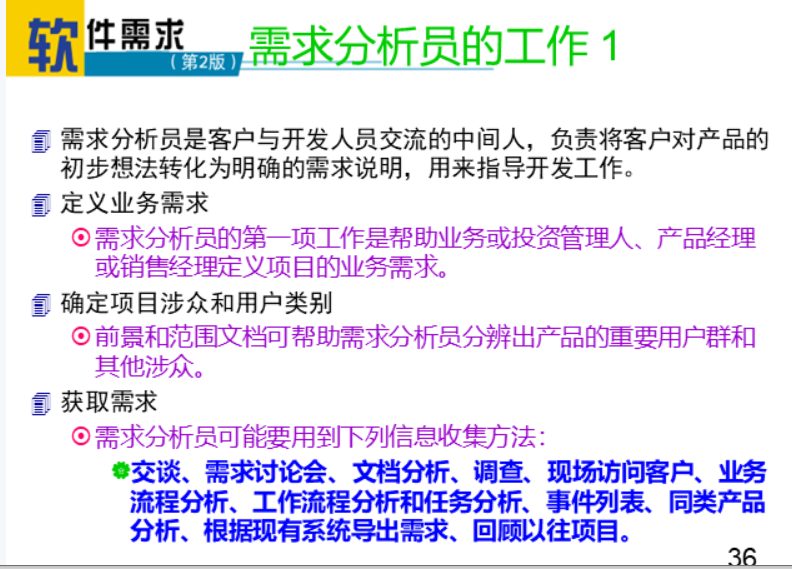 软件需求
（第2版）
需求分析员的工作 1
需求分析员是客户与开发人员交流的中间人，负责将客户对产品的
初步想法转化为明确的需求说明，用来指导开发工作。
定义业务需求
需求分析员的第一项工作是帮助业务或投资管理人、产品经理
或销售经理定义项目的业务需求。
确定项目涉众和用户类别
前景和范围文档可帮助需求分析员分辨出产品的重要用户群和
其他涉众。
获取需求
需求分析员可能要用到下列信息收集方法：
交谈、需求讨论会、文档分析、调查、现场访问客户、业务
流程分析、工作流程分析和任务分析、事件列表、同类产品
分析、根据现有系统导出需求、回顾以往项目。
36